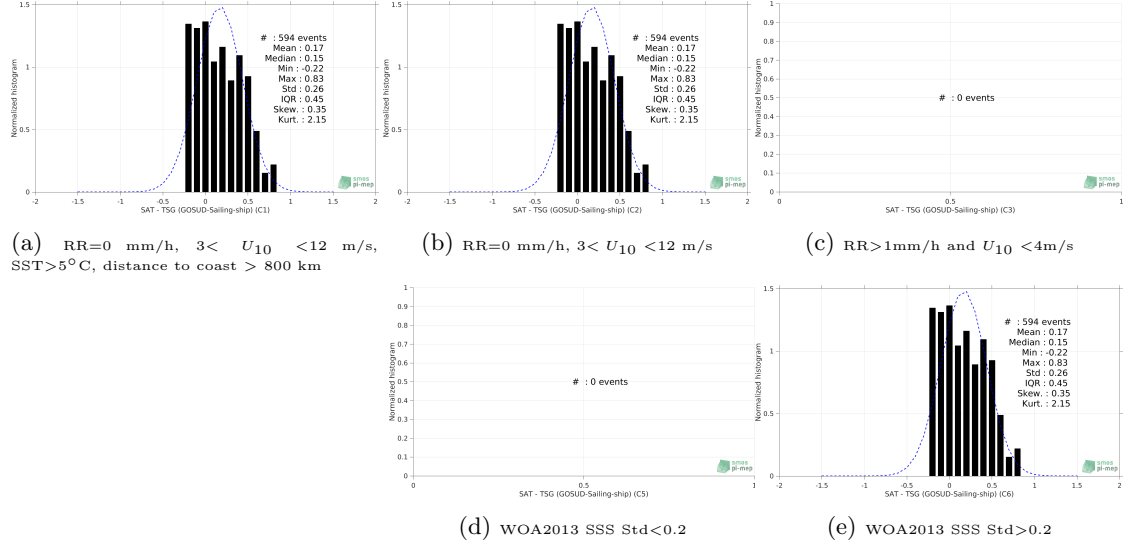 1.5
1
0.5
0
-2
-1.5
-1
-0.5
0
0.5
1
1.5
2
Normalized histogram
# : 594 events
Mean : 0.17
Median : 0.15
Min : -0.22
Max : 0.83
Std : 0.26
IQR : 0.45
Skew. : 0.35
Kurt. : 2.15
smos
pi-mep
SAT - TSG (GOSUD-Sailing-ship) (C1)
(a) RR=0 mm/h, 3< U10 <12 m/s,
SST>5°C, distance to coast > 800 km
1.5
1
0.5
0
-2
-1.5
-1
-0.5
0
0.5
1
1.5
2
Normalized histogram
# : 594 events
Mean : 0.17
Median : 0.15
Min : -0.22
Max : 0.83
Std : 0.26
IQR : 0.45
Skew. : 0.35
Kurt. : 2.15
smos
pi-mep
SAT - TSG (GOSUD-Sailing-ship) (C2)
(b) RR=0 mm/h, 3< U10 <12 m/s
1
0.9
0.8
0.7
0.6
0.5
0.4
0.3
0.2
0.1
0
0
0.5
1
Normalized histogram
# : 0 events
smos
pi-mep
SAT - TSG (GOSUD-Sailing-ship) (C3)
(c) RR>1mm/h and U10 <4m/s
1
0.9
0.8
0.7
0.6
0.5
0.4
0.3
0.2
0.1
0
0
0.5
1
Normalized histogram
# : 0 events
smos
pi-mep
SAT - TSG (GOSUD-Sailing-ship) (C5)
(d) WOA2013 SSS Std<0.2
1.5
1
0.5
0
-2
-1.5
-1
-0.5
0
0.5
1
1.5
2
Normalized histogram
# : 594 events
Mean : 0.17
Median : 0.15
Min : -0.22
Max : 0.83
Std : 0.26
IQR : 0.45
Skew. : 0.35
Kurt. : 2.15
smos
pi-mep
SAT - TSG (GOSUD-Sailing-ship) (C6)
(e) WOA2013 SSS Std>0.2